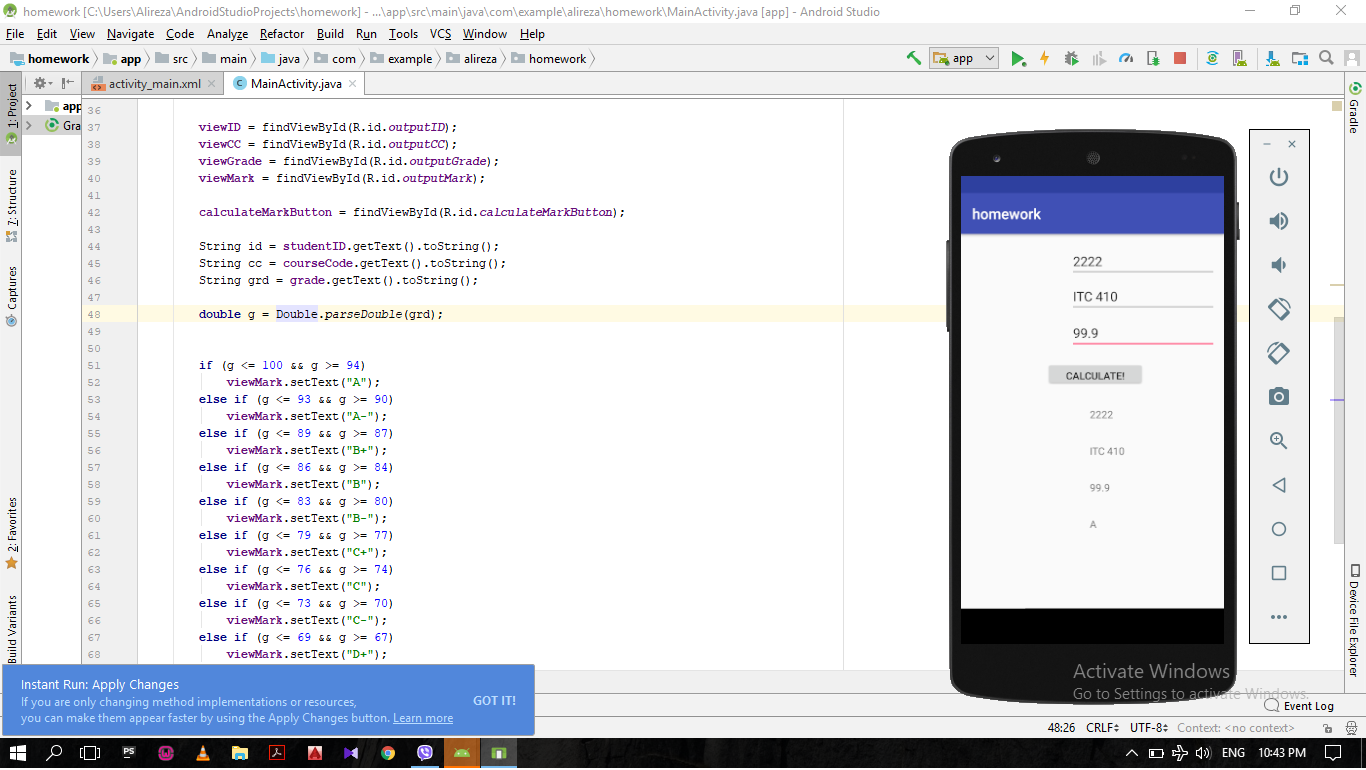 homework [C:\Users\Alireza\AndroidStudioProjects\homework] - ...\app\src\main\java\com\example\alireza\homework\MainActivity.java [app] - Android Studio
File Edit View Navigate Code Analyze Refactor Build Run Tools VCS Window Help
homework app src main java com example alireza homework app
activity_main.xml MainActivity.java
1: Project
7: Structure
Captures
2: Favorites
Build Variants
app
Gra
36
37 viewID = findViewById(R.id.outputID);
38 viewCC = findViewById(R.id.outputCC);
39 viewGrade = findViewById(R.id.outputGrade);
40 viewMark = findViewById(R.id.outputMark);
41
42 calculateMarkButton = findViewById(R.id.calculateMarkButton);
43
44 String id = studentID.getText().toString();
45 String cc = courseCode.getText().toString();
46 String grd = grade.getText().toString();
47
48 double g = Double.parseDouble(grd);
49
50
51 if (g <= 100 && g >= 94)
52 viewMark.setText("A");
53 else if (g <= 93 && g >= 90)
54 viewMark.setText("A-");
55 else if (g <= 89 && g >= 87)
56 viewMark.setText("B+");
57 else if (g <= 86 && g >= 84)
58 viewMark.setText("B");
59 else if (g <= 83 && g >= 80)
60 viewMark.setText("B-");
61 else if (g <= 79 && g >= 77)
62 viewMark.setText("C+");
63 else if (g <= 76 && g >= 74)
64 viewMark.setText("C");
65 else if (g <= 73 && g >= 70)
66 viewMark.setText("C-");
67 else if (g <= 69 && g >= 67)
68 viewMark.setText("D+");
homework
2222
ITC 410
99.9
CALCULATE!
2222
ITC 410
99.9
A
Gradle
Device File Explorer
Instant Run: Apply Changes
If you are only changing method implementations or resources,
you can make them appear faster by using the Apply Changes button. Learn more
GOT IT!
Activate Windows
Go to Settings to activate Windows.
Event Log
48:26 CRLF UTF-8 Context: <no context>
PS
ENG 10:43 PM